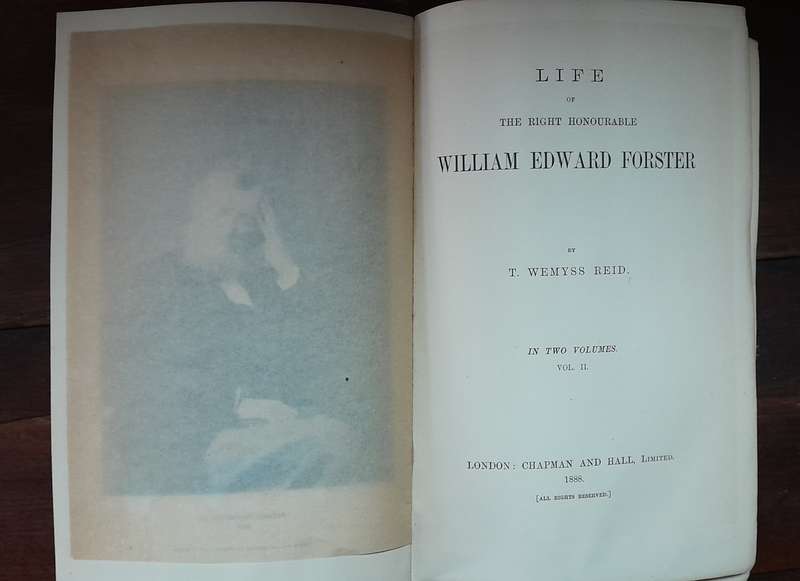 LIFE
OF
THE RIGHT HONOURABLE
WILLIAM EDWARD FORSTER
BY
T. WEMYSS REID.
IN TWO VOLUMES.
VOL. II.
LONDON: CHAPMAN AND HALL, LIMITED.
1888.
[ALL RIGHTS RESERVED.]